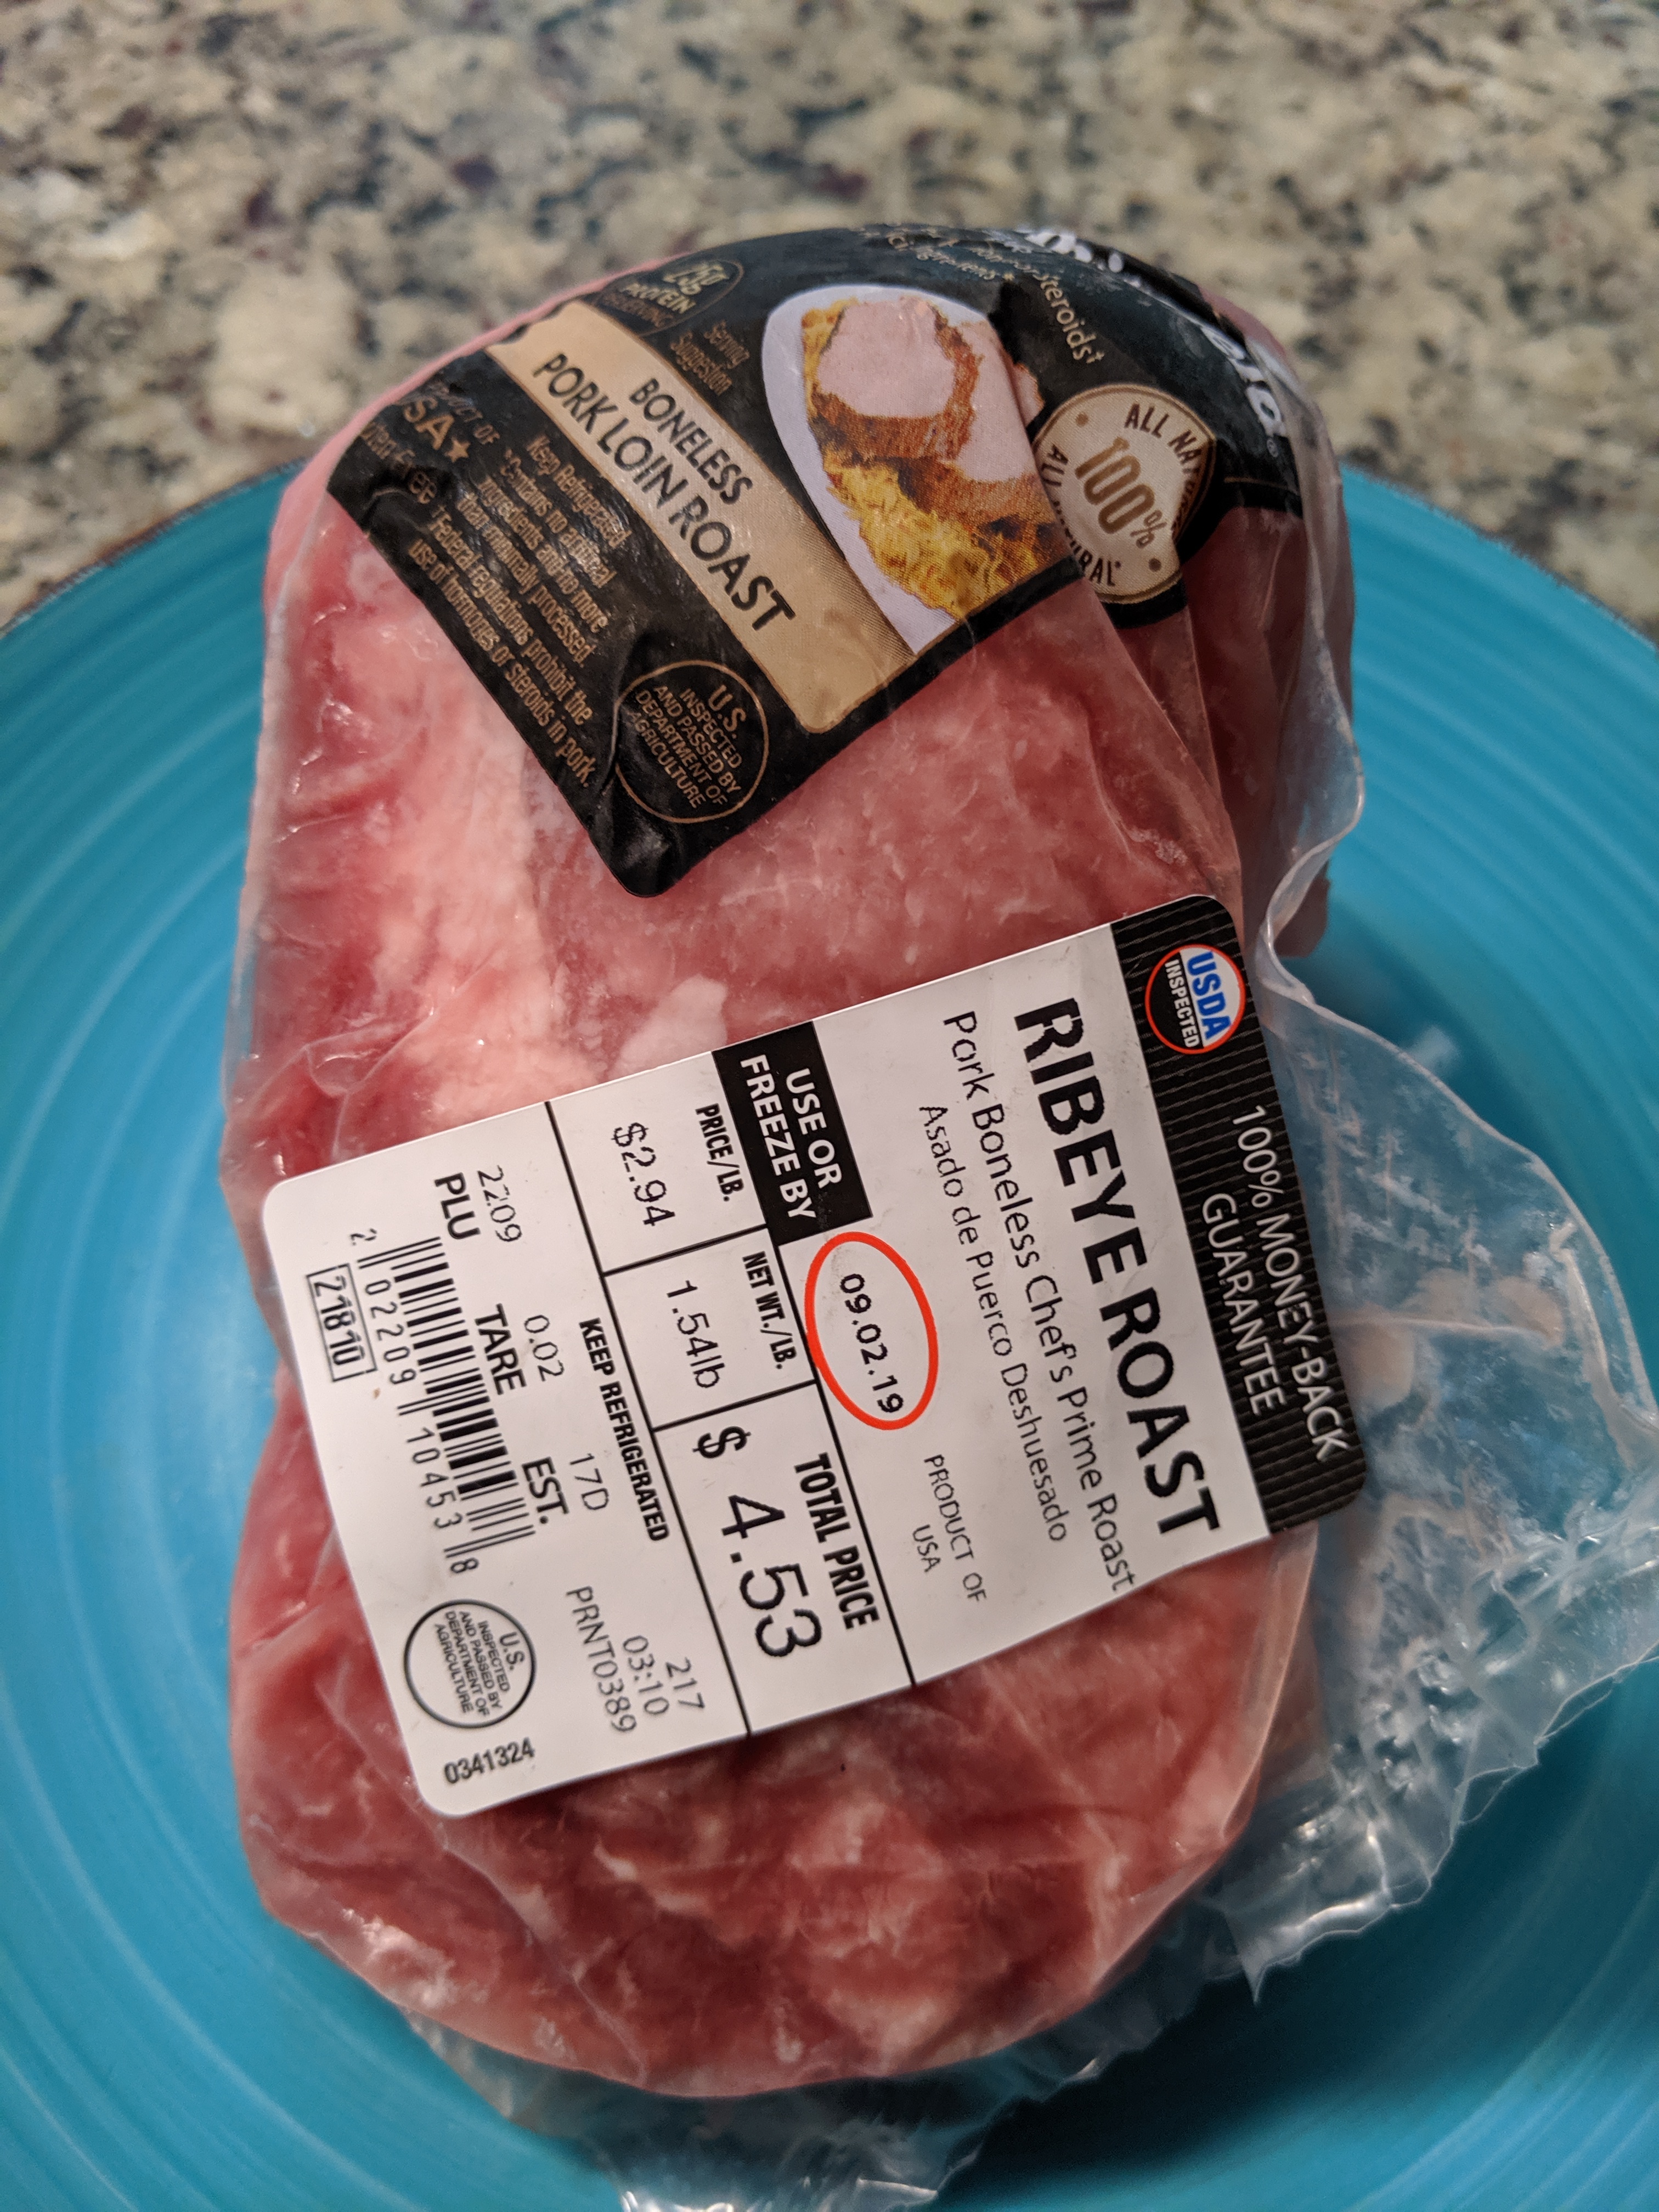 25g
PROTEIN
Serving
Suggestion
BONELESS
PORK LOIN ROAST
Keep Refrigerated
*Contains no artificial
ingredients and no more
than minimally processed.
†Federal regulations prohibit the
use of hormones or steroids in pork.
U.S.
INSPECTED
AND PASSED BY
DEPARTMENT OF
AGRICULTURE
steroids†
ALL NATURAL*
100%
USDA
INSPECTED
100% MONEY-BACK
GUARANTEE
RIBEYE ROAST
Pork Boneless Chef's Prime Roast
Asado de Puerco Deshuesado
USE OR
FREEZE BY
09.02.19
PRODUCT OF
USA
PRICE/LB.
$2.94
NET WT./LB.
1.54lb
TOTAL PRICE
$ 4.53
KEEP REFRIGERATED
2209
PLU
0.02
TARE
17D
EST.
217
03:10
PRNT0389
2 02209 10453 8
21810
U.S.
INSPECTED
AND PASSED BY
DEPARTMENT OF
AGRICULTURE
0341324